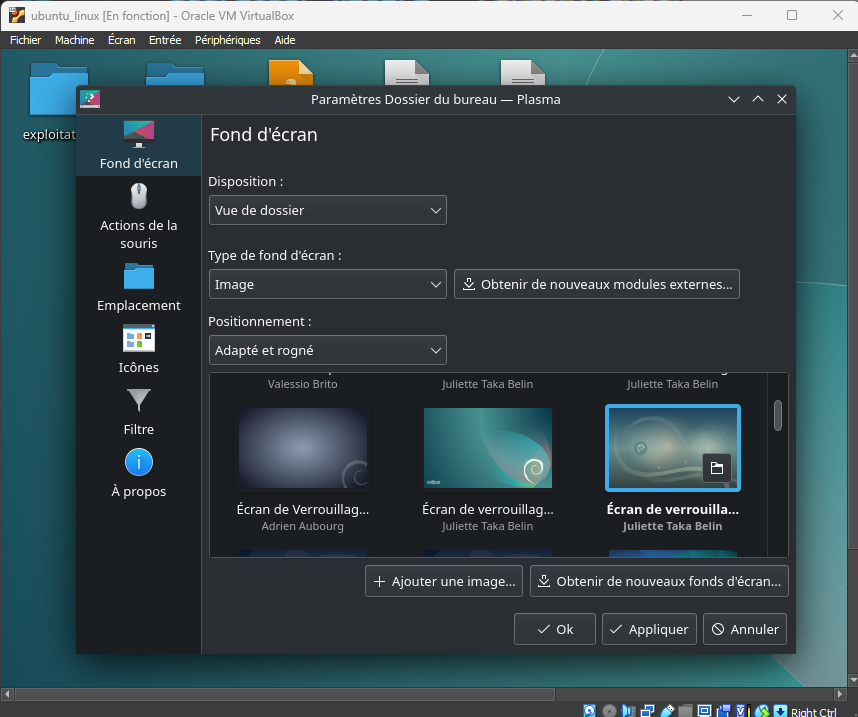 ubuntu_linux [En fonction] - Oracle VM VirtualBox
Fichier Machine Écran Entrée Périphériques Aide
exploitat
Paramètres Dossier du bureau — Plasma
Fond d'écran
Actions de la
souris
Emplacement
Icônes
Filtre
À propos
Fond d'écran
Disposition :
Vue de dossier
Type de fond d'écran :
Image
Obtenir de nouveaux modules externes...
Positionnement :
Adapté et rogné
Valessio Brito
Juliette Taka Belin
Juliette Taka Belin
Écran de Verrouillag...
Adrien Aubourg
Écran de verrouillag...
Juliette Taka Belin
Écran de verrouilla...
Juliette Taka Belin
Ajouter une image...
Obtenir de nouveaux fonds d'écran...
Ok
Appliquer
Annuler
Right Ctrl